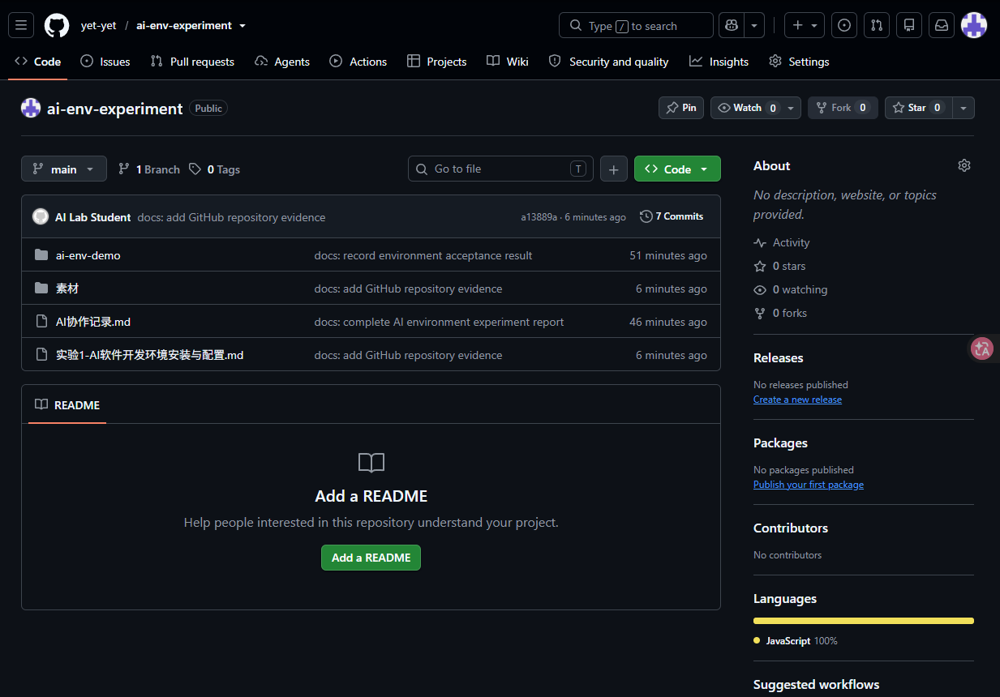 yet-yet / ai-env-experiment
Type / to search
Code Issues Pull requests Agents Actions Projects Wiki Security and quality Insights Settings
ai-env-experiment Public
Pin Watch 0 Fork 0 Star 0
main 1 Branch 0 Tags
Go to file T
Code
AI Lab Student docs: add GitHub repository evidence a13889a · 6 minutes ago 7 Commits
ai-env-demo docs: record environment acceptance result 51 minutes ago
素材 docs: add GitHub repository evidence 6 minutes ago
AI协作记录.md docs: complete AI environment experiment report 46 minutes ago
实验1-AI软件开发环境安装与配置.md docs: add GitHub repository evidence 6 minutes ago
README
Add a README
Help people interested in this repository understand your project.
Add a README
About
No description, website, or topics
provided.
Activity
0 stars
0 watching
0 forks
Releases
No releases published
Create a new release
Packages
No packages published
Publish your first package
Contributors
No contributors
Languages
JavaScript 100%
Suggested workflows